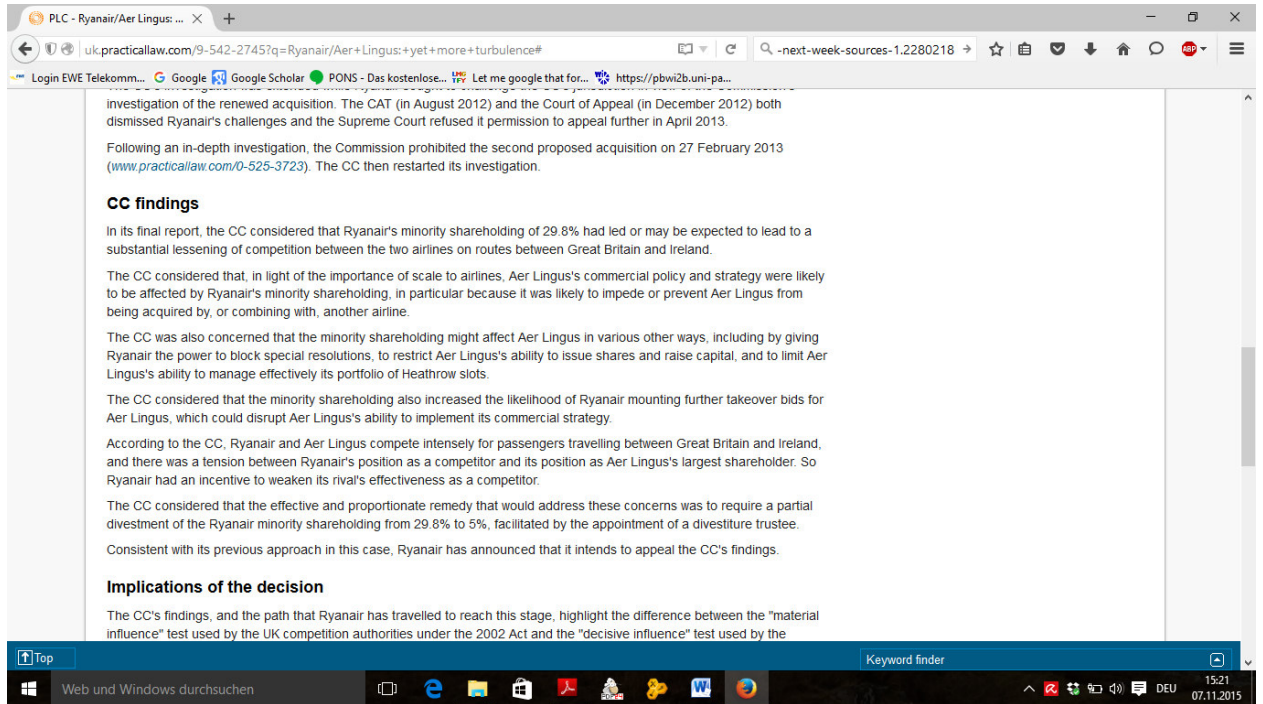 PLC - Ryanair/Aer Lingus: ...
uk.practicallaw.com/9-542-2745?q=Ryanair/Aer+Lingus:+yet+more+turbulence#
-next-week-sources-1.2280218
ABP
Login EWE Telekomm...
Google
Google Scholar
PONS - Das kostenlose...
LMG TFY
Let me google that for...
https://pbwi2b.uni-pa...
investigation of the renewed acquisition. The CAT (in August 2012) and the Court of Appeal (in December 2012) both
dismissed Ryanair's challenges and the Supreme Court refused it permission to appeal further in April 2013.
Following an in-depth investigation, the Commission prohibited the second proposed acquisition on 27 February 2013
(www.practicallaw.com/0-525-3723). The CC then restarted its investigation.
CC findings
In its final report, the CC considered that Ryanair's minority shareholding of 29.8% had led or may be expected to lead to a
substantial lessening of competition between the two airlines on routes between Great Britain and Ireland.
The CC considered that, in light of the importance of scale to airlines, Aer Lingus's commercial policy and strategy were likely
to be affected by Ryanair's minority shareholding, in particular because it was likely to impede or prevent Aer Lingus from
being acquired by, or combining with, another airline.
The CC was also concerned that the minority shareholding might affect Aer Lingus in various other ways, including by giving
Ryanair the power to block special resolutions, to restrict Aer Lingus's ability to issue shares and raise capital, and to limit Aer
Lingus's ability to manage effectively its portfolio of Heathrow slots.
The CC considered that the minority shareholding also increased the likelihood of Ryanair mounting further takeover bids for
Aer Lingus, which could disrupt Aer Lingus's ability to implement its commercial strategy.
According to the CC, Ryanair and Aer Lingus compete intensely for passengers travelling between Great Britain and Ireland,
and there was a tension between Ryanair's position as a competitor and its position as Aer Lingus's largest shareholder. So
Ryanair had an incentive to weaken its rival's effectiveness as a competitor.
The CC considered that the effective and proportionate remedy that would address these concerns was to require a partial
divestment of the Ryanair minority shareholding from 29.8% to 5%, facilitated by the appointment of a divestiture trustee.
Consistent with its previous approach in this case, Ryanair has announced that it intends to appeal the CC's findings.
Implications of the decision
The CC's findings, and the path that Ryanair has travelled to reach this stage, highlight the difference between the "material
influence" test used by the UK competition authorities under the 2002 Act and the "decisive influence" test used by the
Top
Keyword finder
Web und Windows durchsuchen
DEU
15:21
07.11.2015